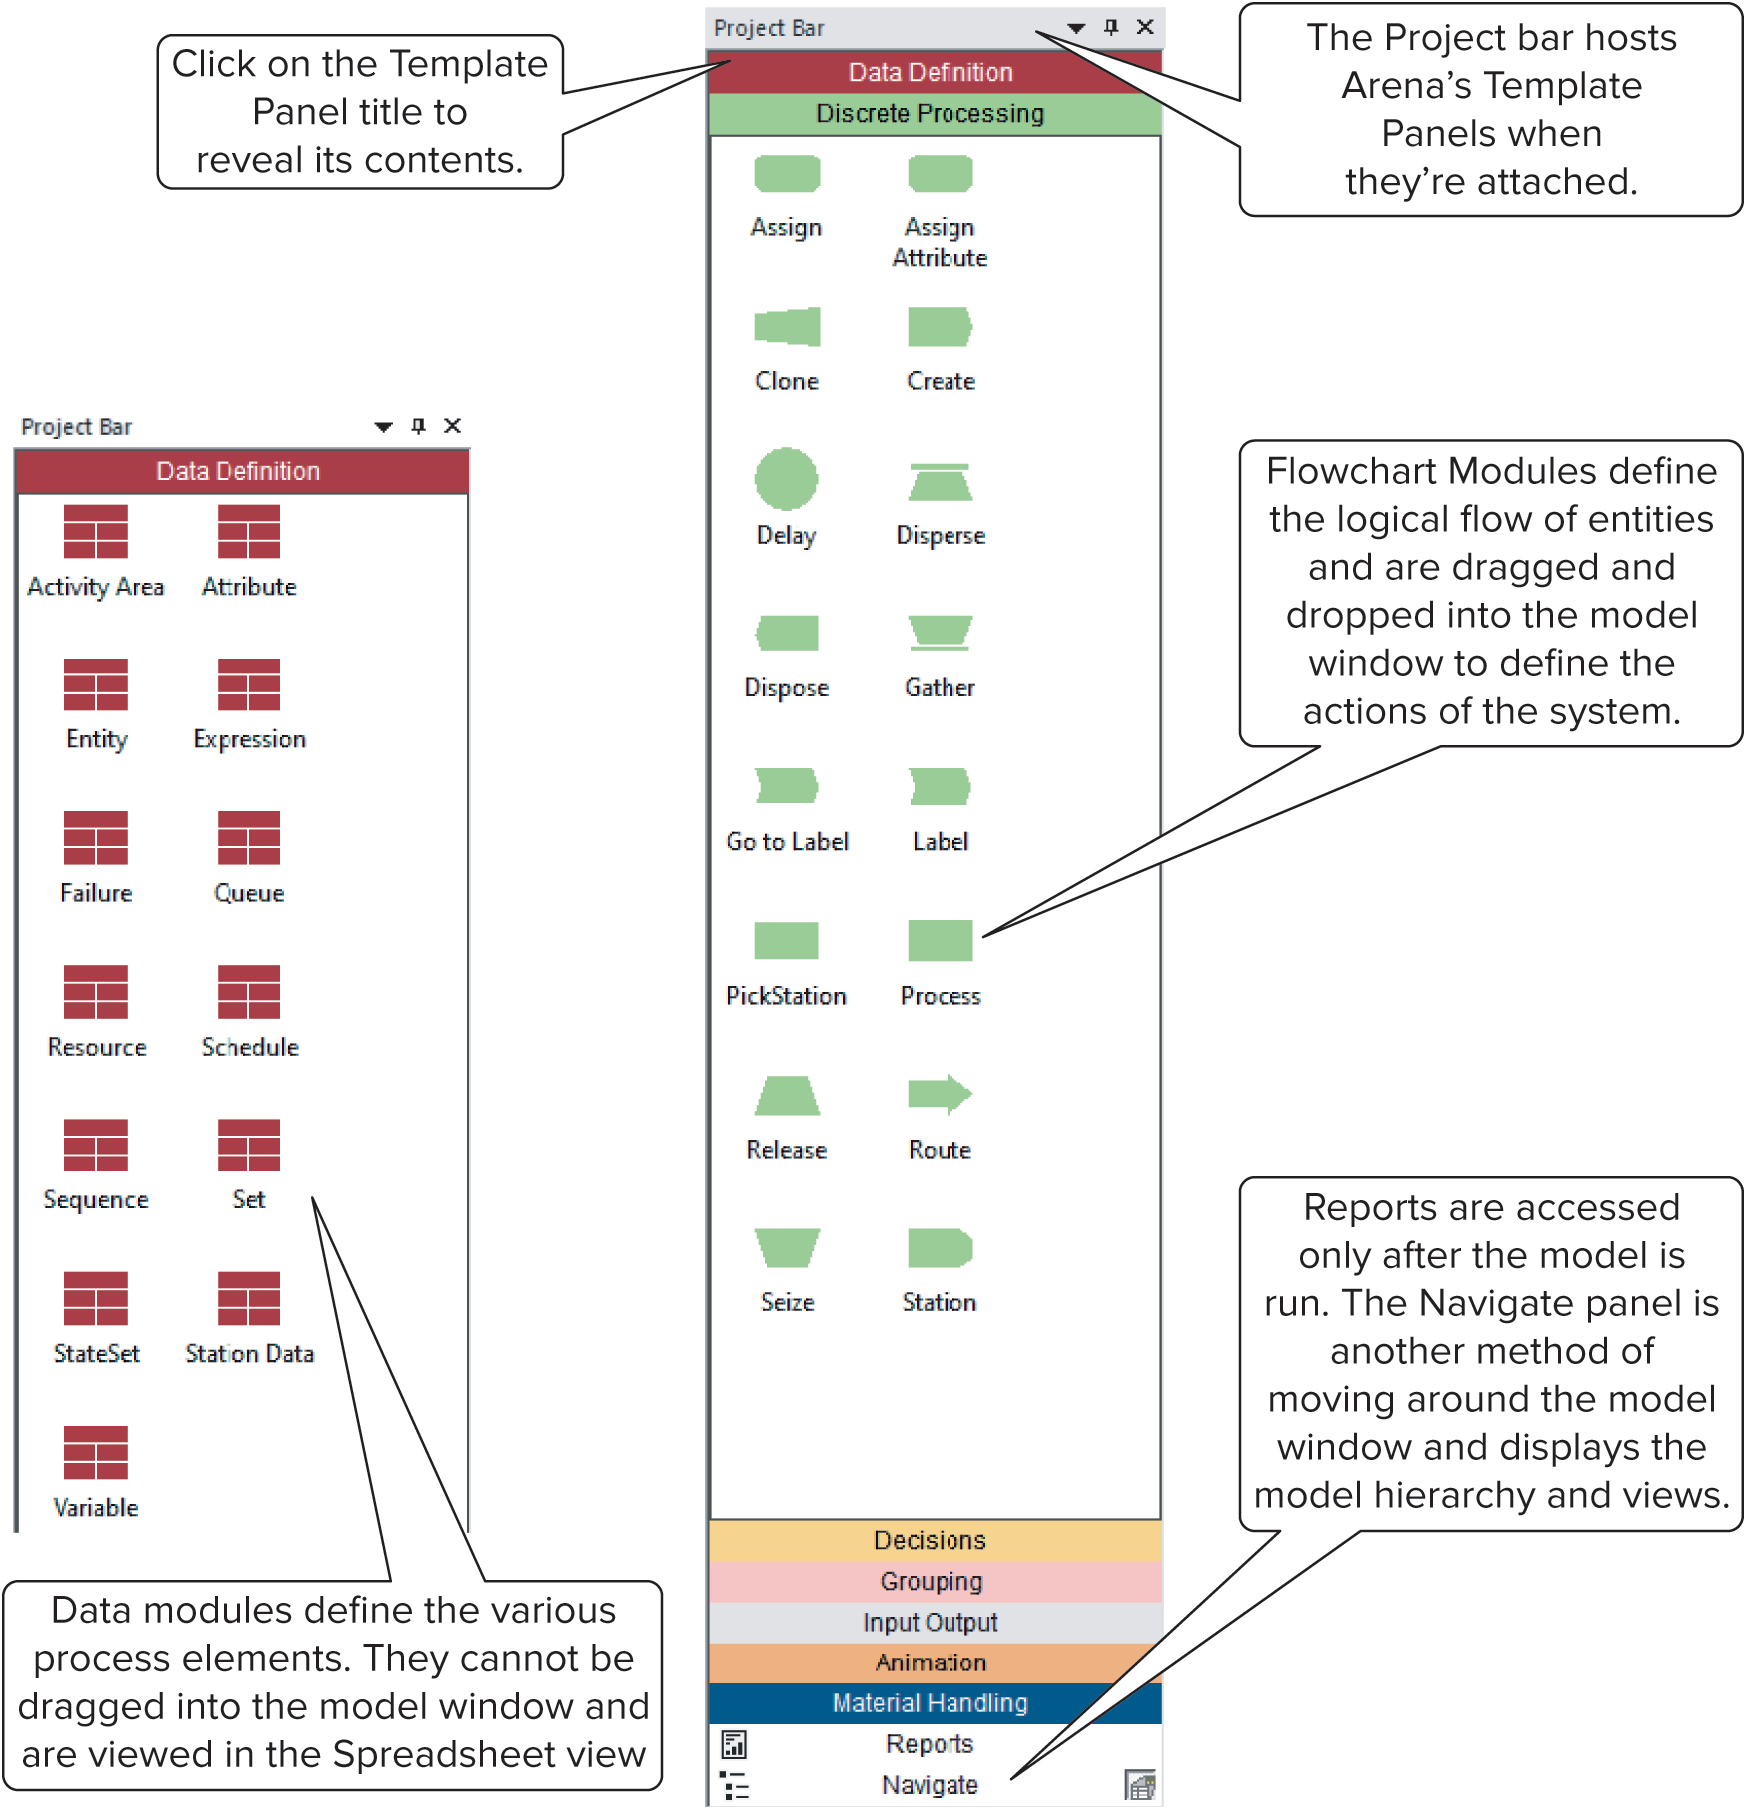 Click on the Template
Panel title to
reveal its contents.
Project Bar
Data Definition
Discrete Processing
Assign
Assign
Attribute
Clone
Create
Delay
Disperse
Dispose
Gather
Go to Label
Label
PickStation
Process
Release
Route
Seize
Station
Decisions
Grouping
Input Output
Animation
Material Handling
Reports
Navigate
The Project bar hosts
Arena’s Template
Panels when
they’re attached.
Project Bar
Data Definition
Activity Area
Attribute
Entity
Expression
Failure
Queue
Resource
Schedule
Sequence
Set
StateSet
Station Data
Variable
Flowchart Modules define
the logical flow of entities
and are dragged and
dropped into the model
window to define the
actions of the system.
Reports are accessed
only after the model is
run. The Navigate panel is
another method of
moving around the model
window and displays the
model hierarchy and views.
Data modules define the various
process elements. They cannot be
dragged into the model window and
are viewed in the Spreadsheet view